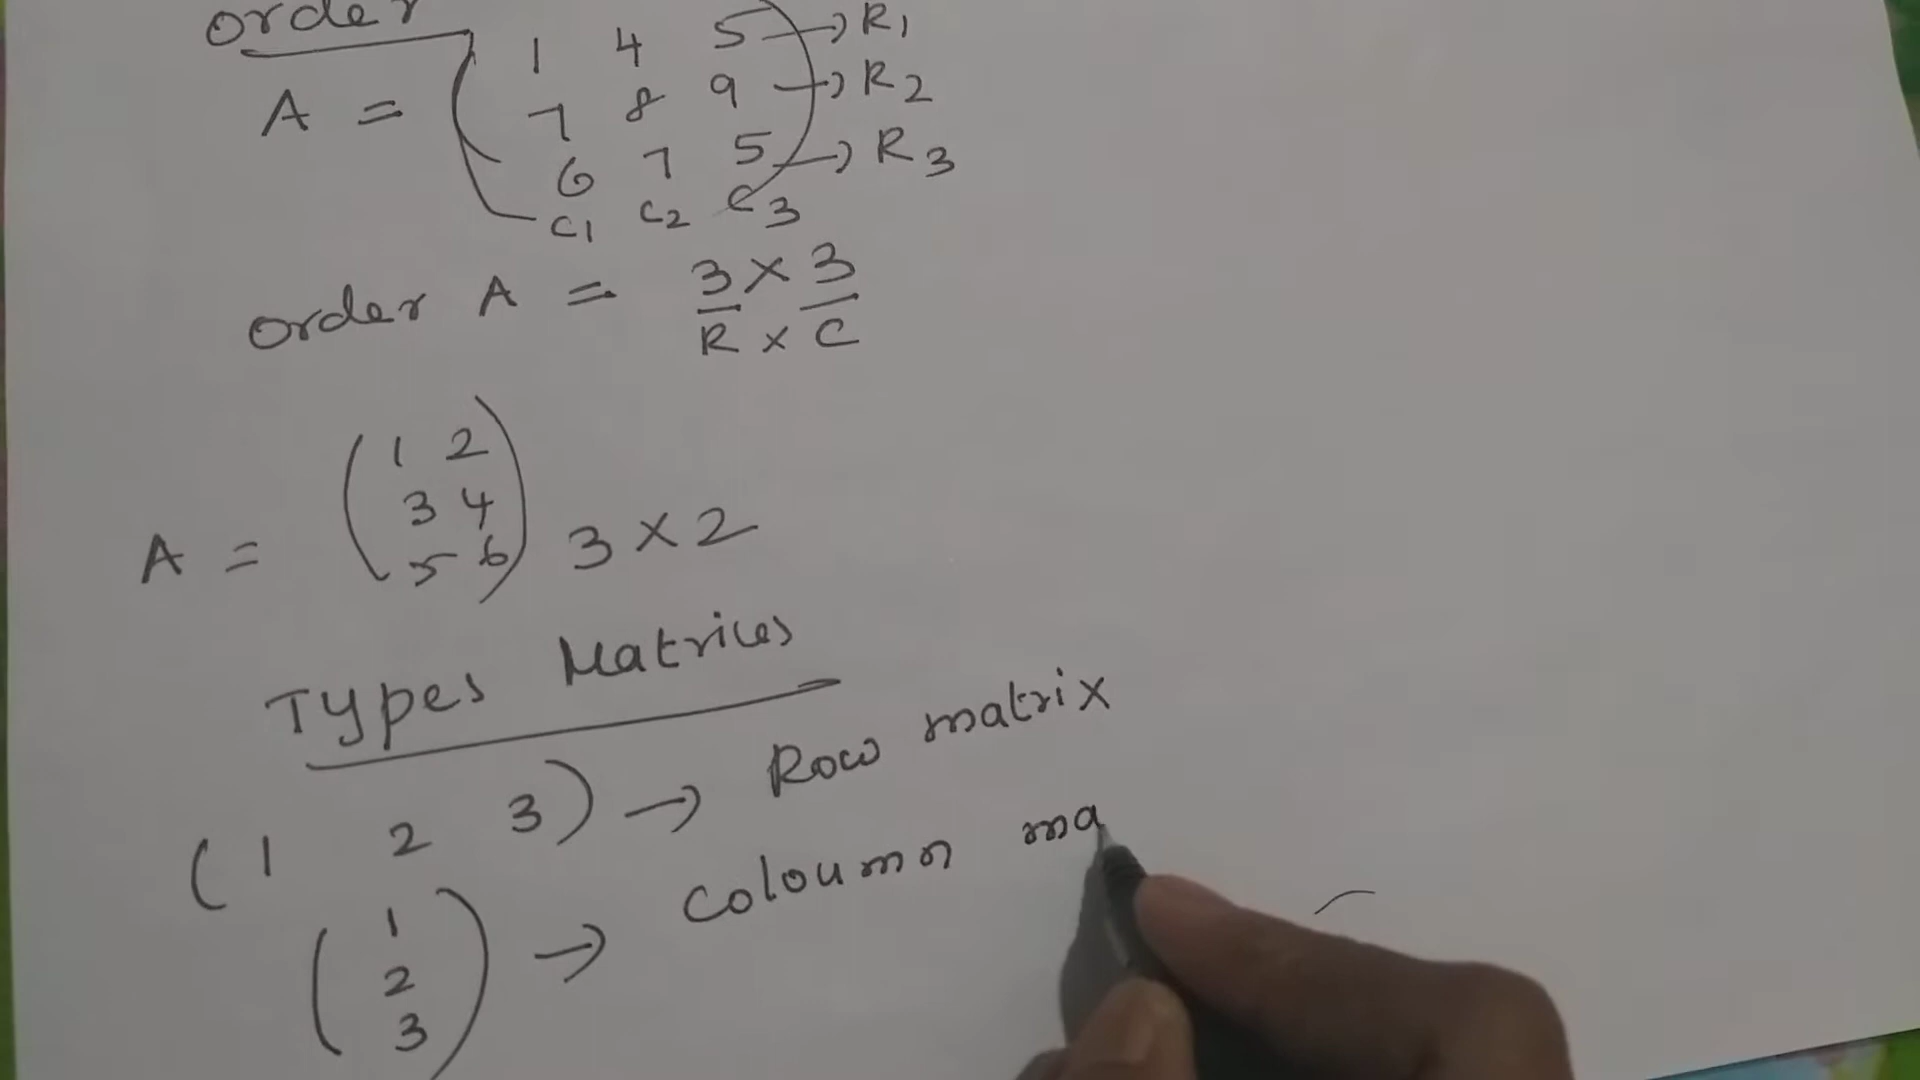 order
1 4 5 → R1
A = 7 8 9 → R2
6 7 5 → R3
C1 C2 C3
order A = 3 × 3
R × C
1 2
3 4
A = 5 6 3 × 2
Types Matrices
( 1 2 3 ) → Row matrix
1 → Coloumn ma
2
3